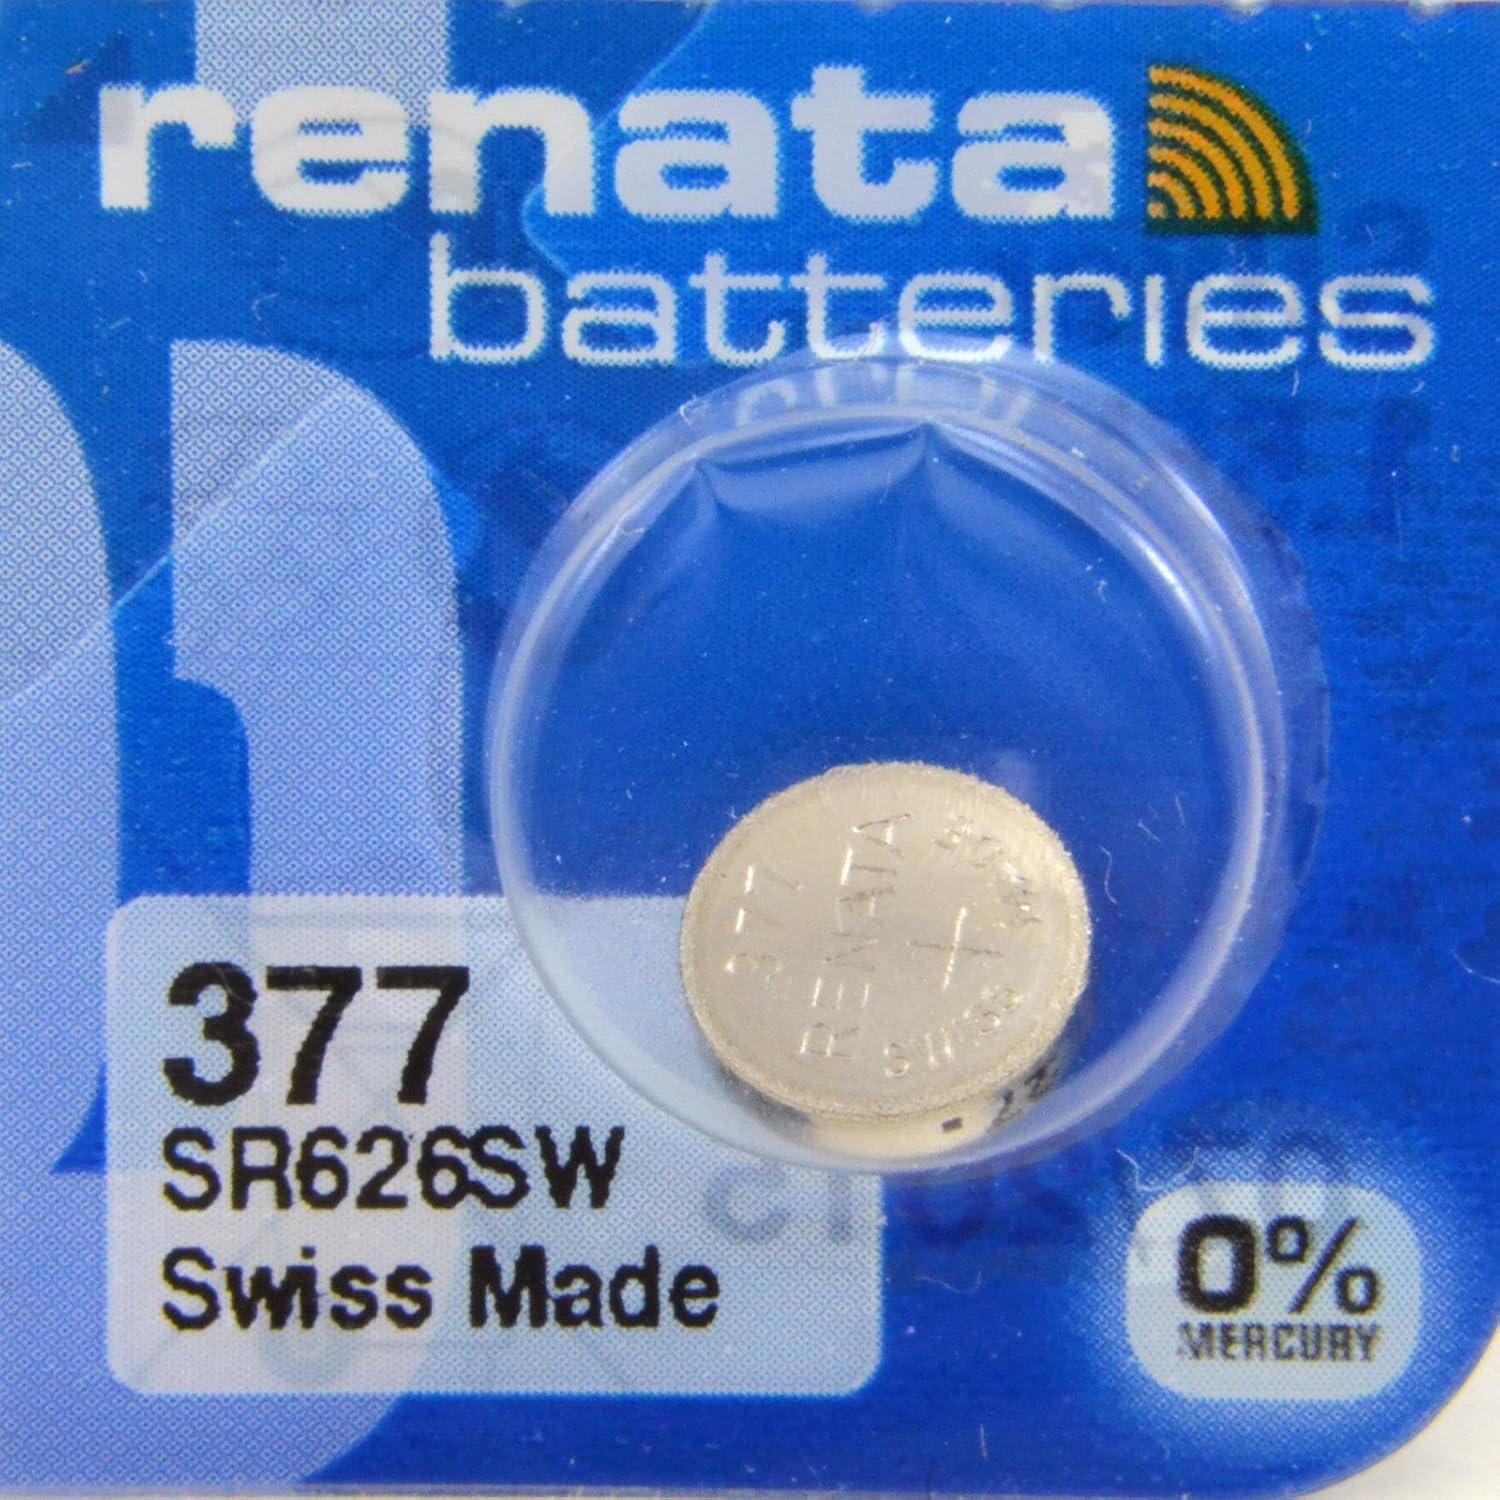 renata
batteries
377
RENATA
SWISS
377
SR626SW
Swiss Made
0%
MERCURY